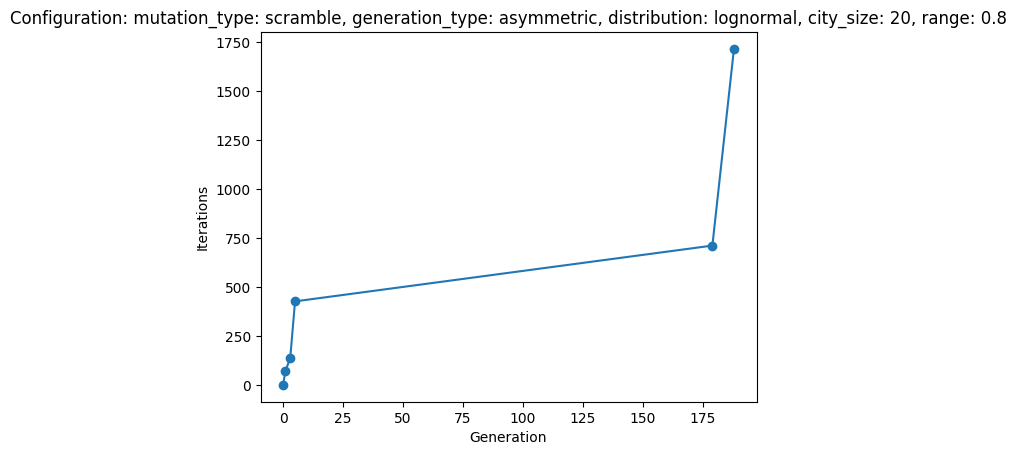 Configuration: mutation_type: scramble, generation_type: asymmetric, distribution: lognormal, city_size: 20, range: 0.8
1750
1500
1250
1000
750
500
250
0
Iterations
0 25 50 75 100 125 150 175
Generation